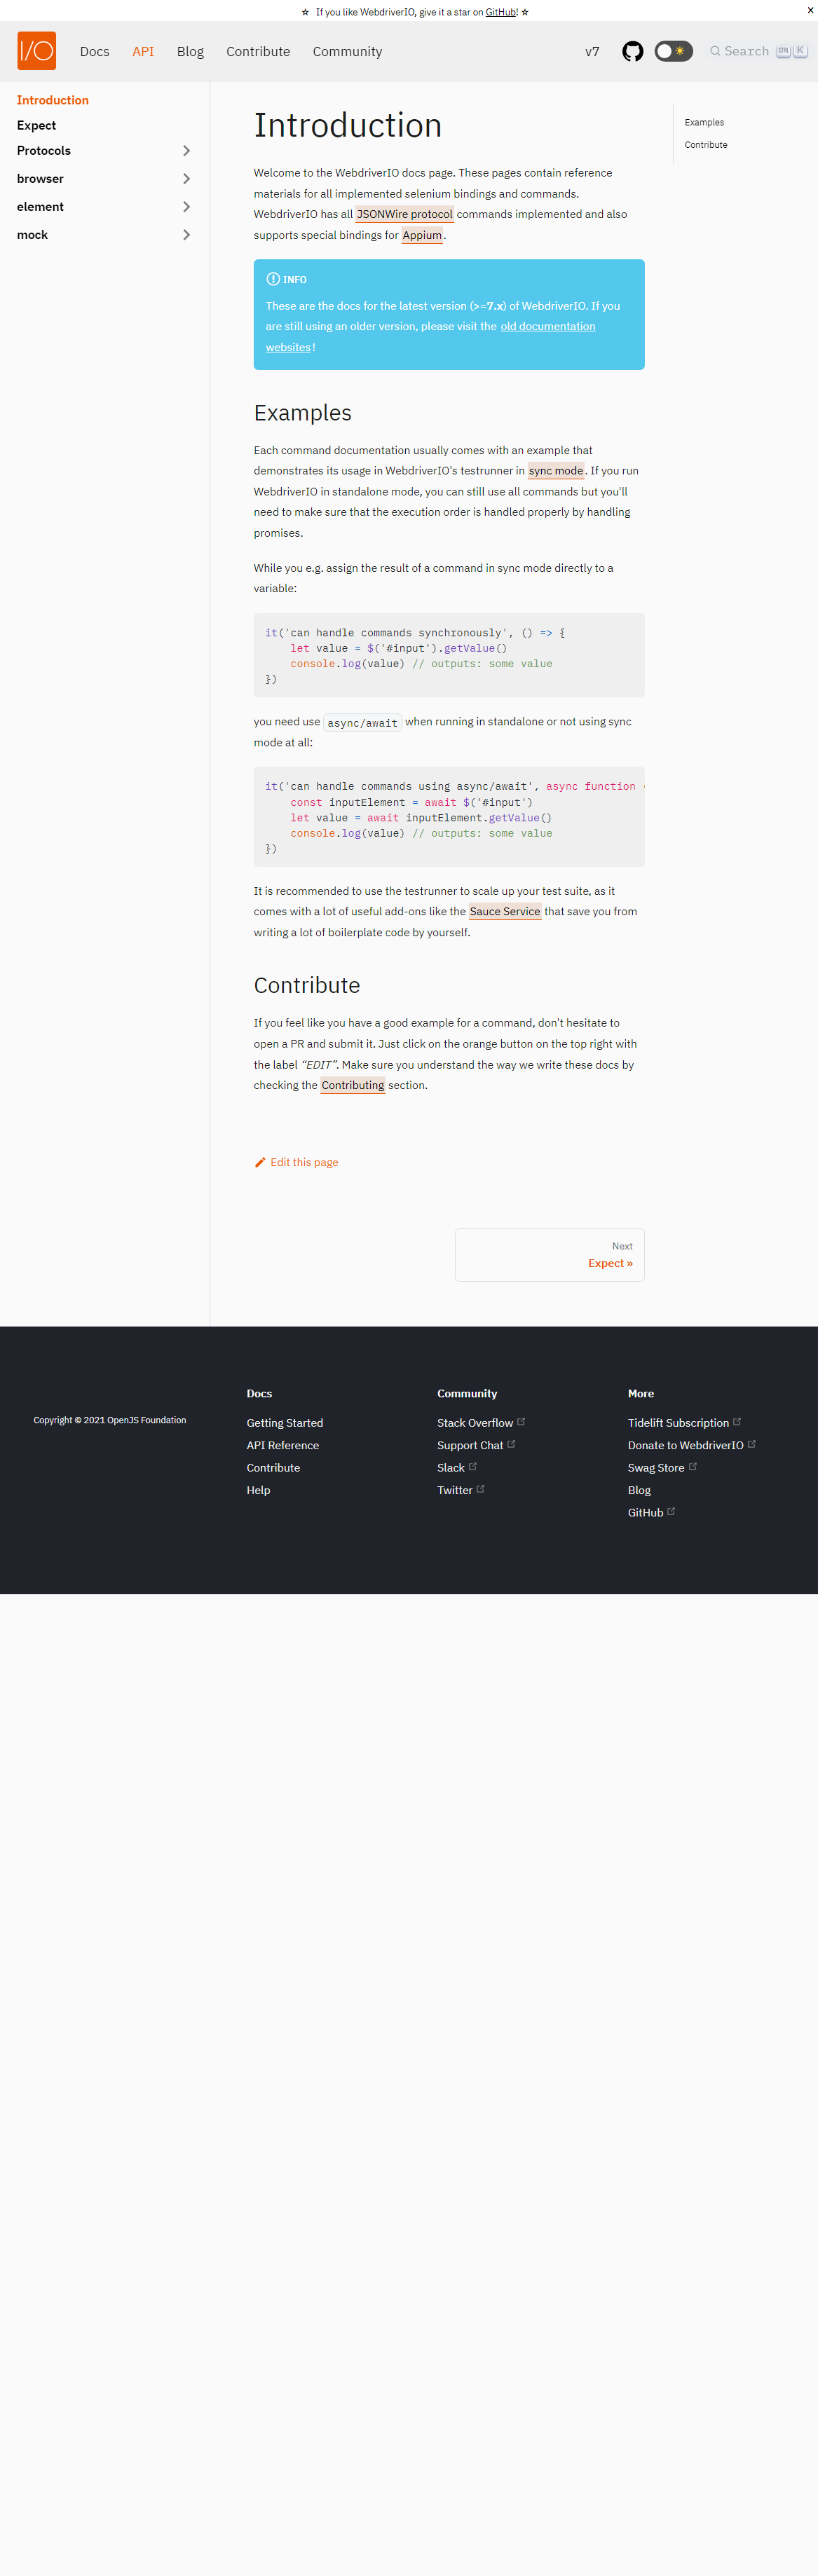 ☆ If you like WebdriverIO, give it a star on GitHub! ☆
x
I/O
Docs
API
Blog
Contribute
Community
v7
Search
CTRL
K
Introduction
Expect
Protocols
browser
element
mock
Introduction
Welcome to the WebdriverIO docs page. These pages contain reference
materials for all implemented selenium bindings and commands.
WebdriverIO has all JSONWire protocol commands implemented and also
supports special bindings for Appium.
INFO
These are the docs for the latest version (>=7.x) of WebdriverIO. If you
are still using an older version, please visit the old documentation
websites!
Examples
Each command documentation usually comes with an example that
demonstrates its usage in WebdriverIO's testrunner in sync mode. If you run
WebdriverIO in standalone mode, you can still use all commands but you'll
need to make sure that the execution order is handled properly by handling
promises.
While you e.g. assign the result of a command in sync mode directly to a
variable:
it('can handle commands synchronously', () => {
    let value = $('#input').getValue()
    console.log(value) // outputs: some value
})
you need use async/await when running in standalone or not using sync
mode at all:
it('can handle commands using async/await', async function
    const inputElement = await $('#input')
    let value = await inputElement.getValue()
    console.log(value) // outputs: some value
})
It is recommended to use the testrunner to scale up your test suite, as it
comes with a lot of useful add-ons like the Sauce Service that save you from
writing a lot of boilerplate code by yourself.
Contribute
If you feel like you have a good example for a command, don't hesitate to
open a PR and submit it. Just click on the orange button on the top right with
the label “EDIT”. Make sure you understand the way we write these docs by
checking the Contributing section.
Edit this page
Next
Expect »
Examples
Contribute
Copyright © 2021 OpenJS Foundation
Docs
Getting Started
API Reference
Contribute
Help
Community
Stack Overflow
Support Chat
Slack
Twitter
More
Tidelift Subscription
Donate to WebdriverIO
Swag Store
Blog
GitHub